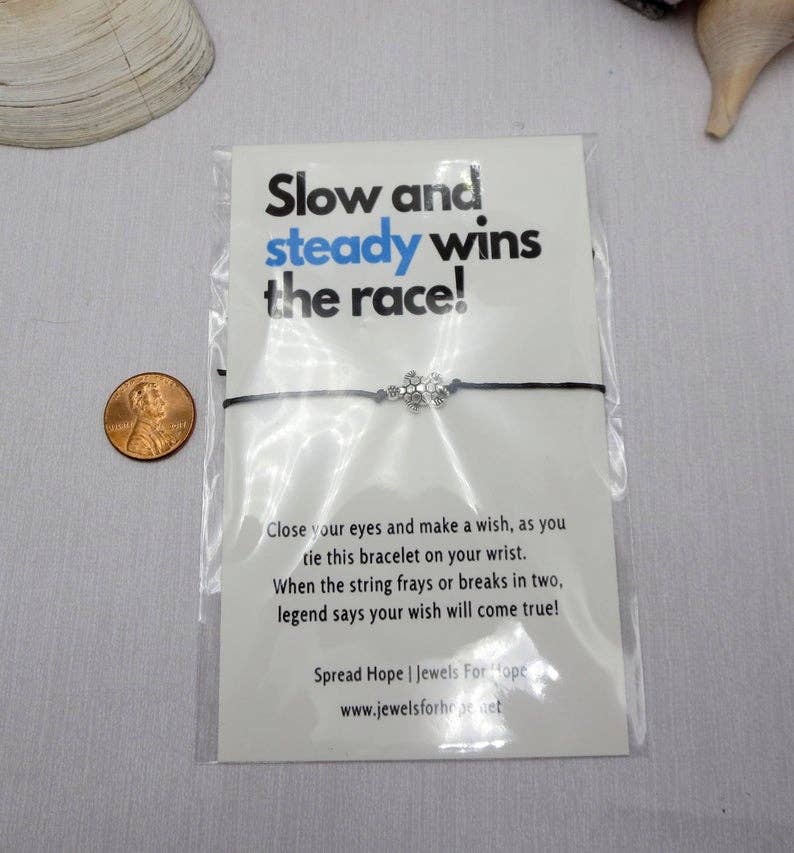 Slow and
steady wins
the race!
Close your eyes and make a wish, as you
tie this bracelet on your wrist.
When the string frays or breaks in two,
legend says your wish will come true!
Spread Hope | Jewels For Hope
www.jewelsforhope.net
LIBERTY 2017